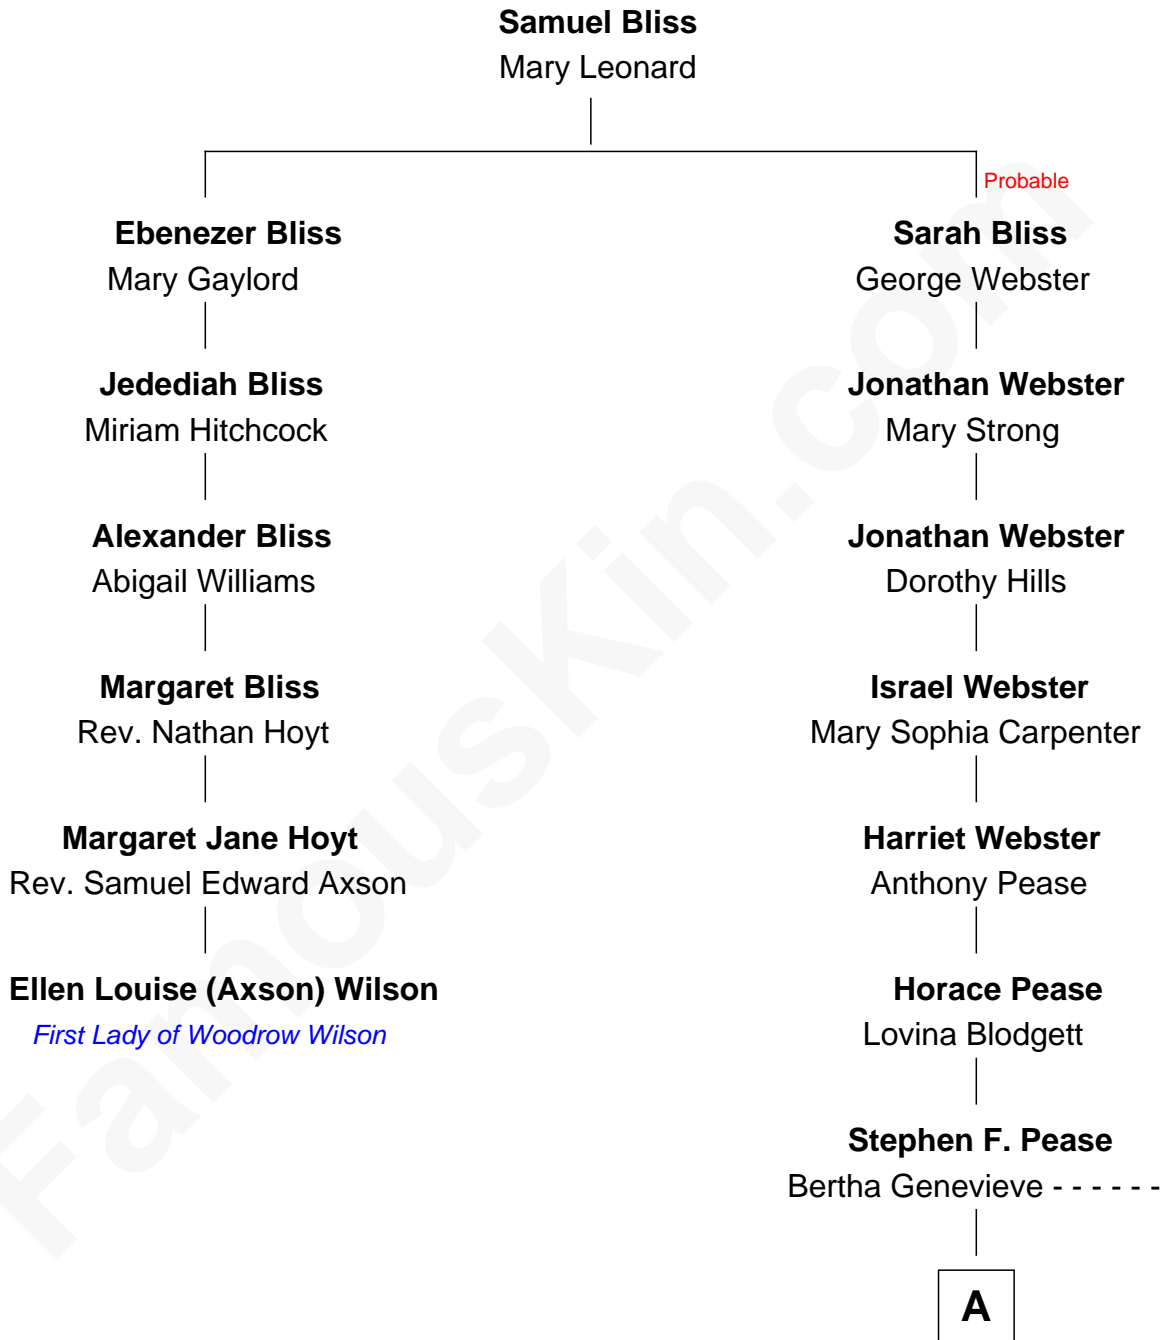 Samuel Bliss
Mary Leonard
Probable
Ebenezer Bliss
Mary Gaylord
Sarah Bliss
George Webster
Jedediah Bliss
Miriam Hitchcock
Jonathan Webster
Mary Strong
Alexander Bliss
Abigail Williams
Jonathan Webster
Dorothy Hills
Margaret Bliss
Rev. Nathan Hoyt
Israel Webster
Mary Sophia Carpenter
Margaret Jane Hoyt
Rev. Samuel Edward Axson
Harriet Webster
Anthony Pease
Ellen Louise (Axson) Wilson
First Lady of Woodrow Wilson
Horace Pease
Lovina Blodgett
Stephen F. Pease
Bertha Genevieve - - - - - -
A
FamousKin.com